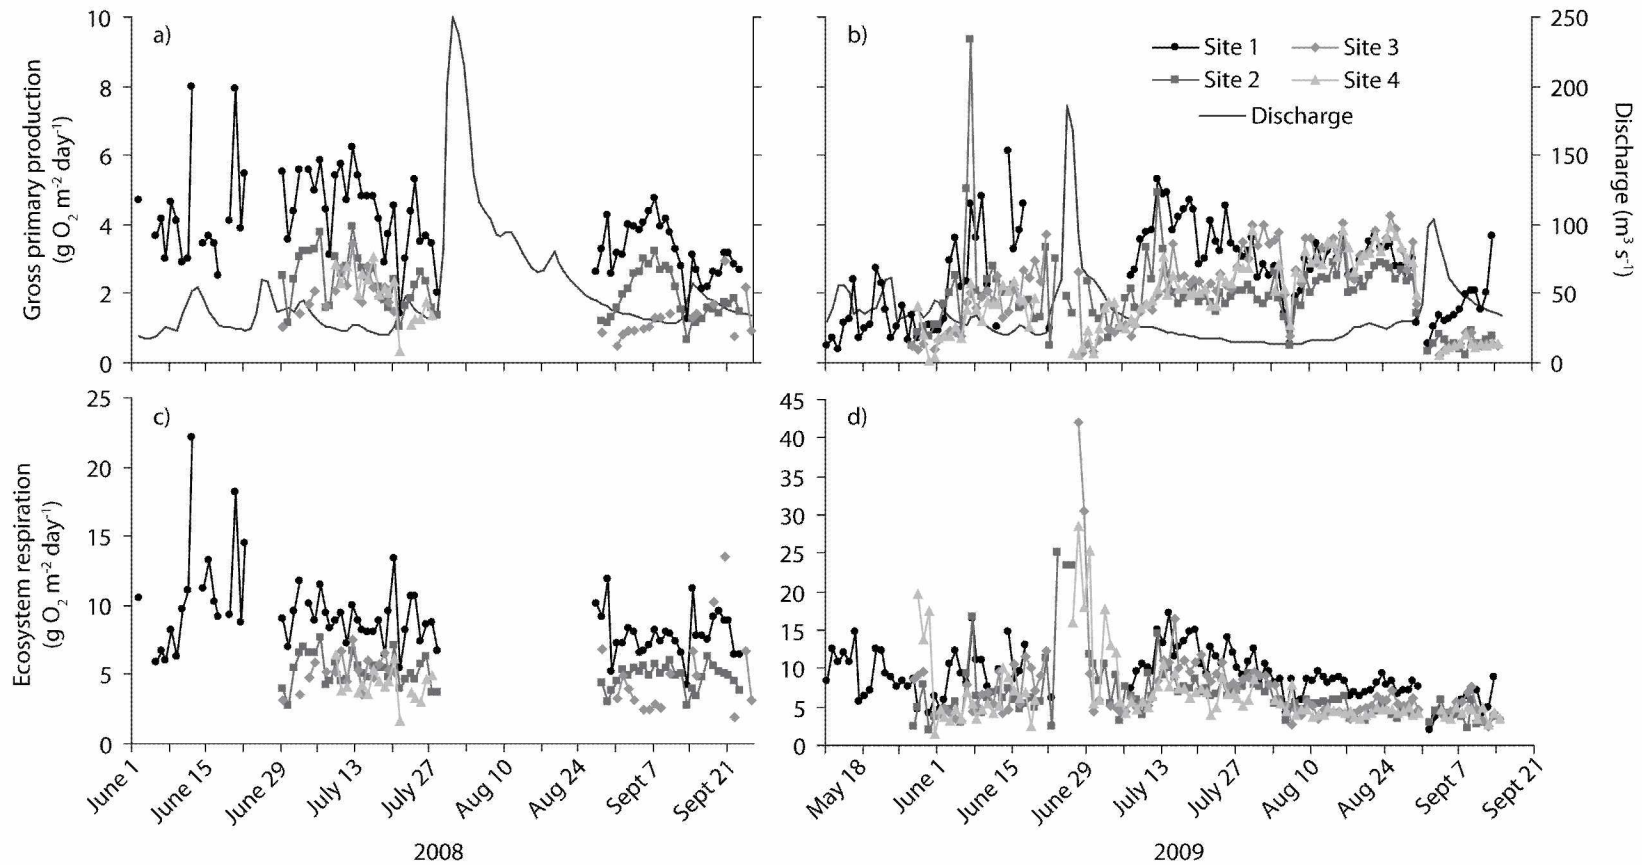 a)
b)
Site 1
Site 3
Site 2
Site 4
Discharge
Gross primary production
(g O2 m-2 day-1)
10
8
6
4
2
0
250
200
150
100
50
0
Discharge (m3 s-1)
c)
d)
Ecosystem respiration
(g O2 m-2 day-1)
25
20
15
10
5
0
45
40
35
30
25
20
15
10
5
0
June 1
June 15
June 29
July 13
July 27
Aug 10
Aug 24
Sept 7
Sept 21
May 18
June 1
June 15
June 29
July 13
July 27
Aug 10
Aug 24
Sept 7
Sept 21
2008
2009